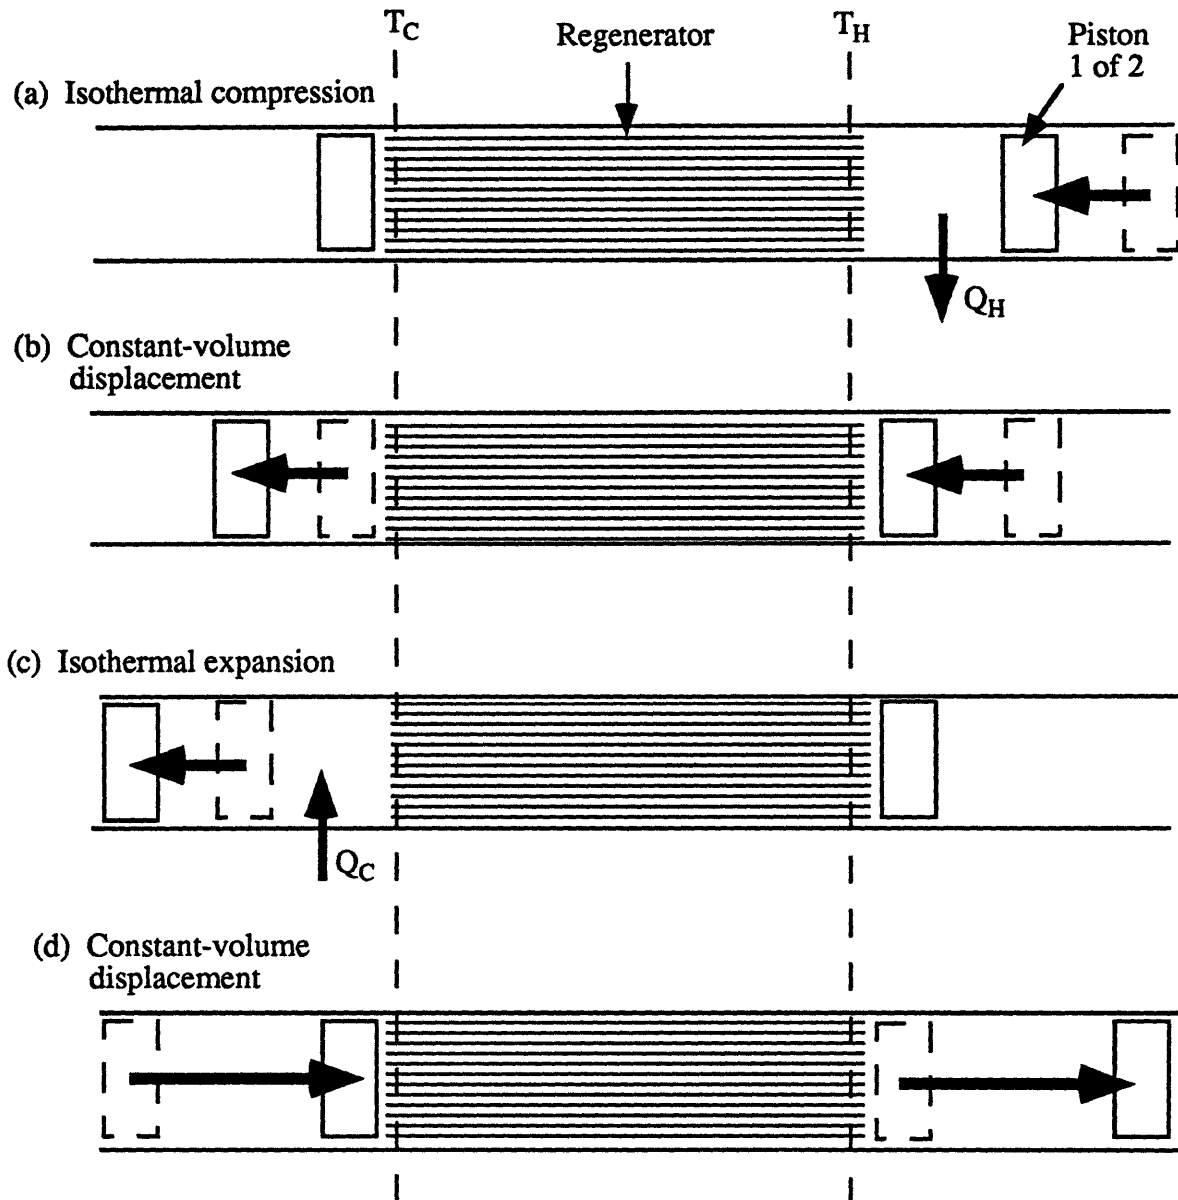 T_C
Regenerator
T_H
Piston
1 of 2
(a) Isothermal compression
Q_H
(b) Constant-volume
displacement
(c) Isothermal expansion
Q_C
(d) Constant-volume
displacement